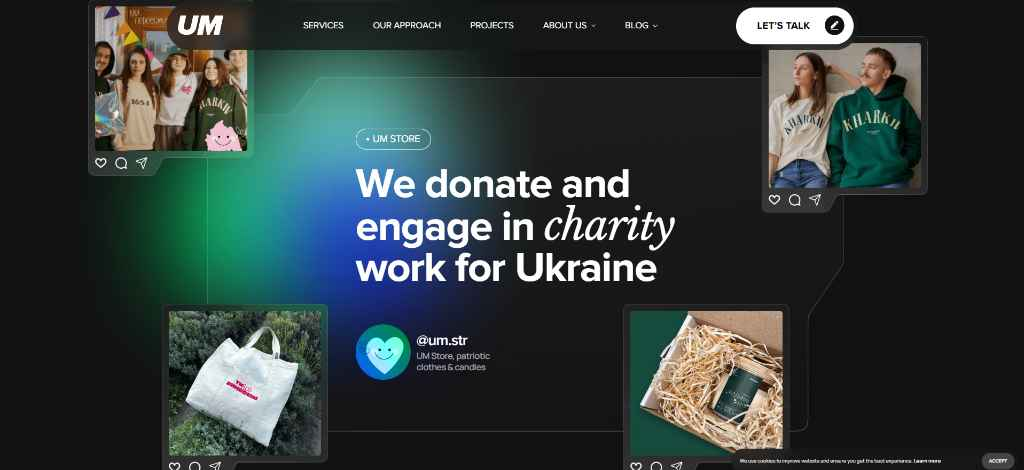 UM
SERVICES
OUR APPROACH
PROJECTS
ABOUT US
BLOG
LET'S TALK
1654
KHARKIV
KHARKIV
KHARKIV
+ UM STORE
We donate and
engage in charity
work for Ukraine
@um.str
UM Store, patriotic
clothes & candles
We use cookies to improve website and ensure you get the best experience. Learn more
ACCEPT